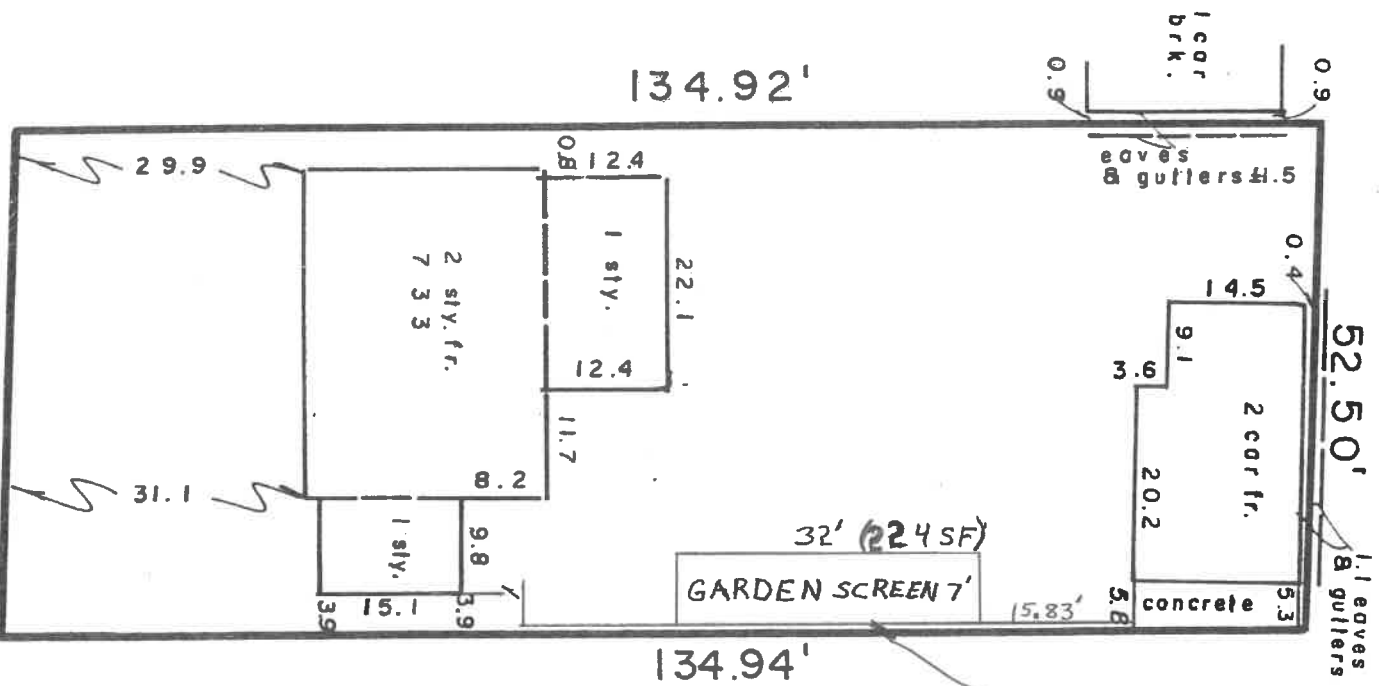 1 car
brk.
0.9
0.9
134.92'
eaves
& gutters ±1.5
29.9
0.8
12.4
1 sty.
22.1
2 sty. fr.
733
12.4
11.7
8.2
31.1
1 sty.
9.8
15.1
3.9
3.9
0.4
14.5
9.1
3.6
2 car fr.
20.2
52.50'
1.1 eaves
& gutters
32' (224 SF)
GARDEN SCREEN 7'
15.83'
5.8
concrete
5.3
134.94'